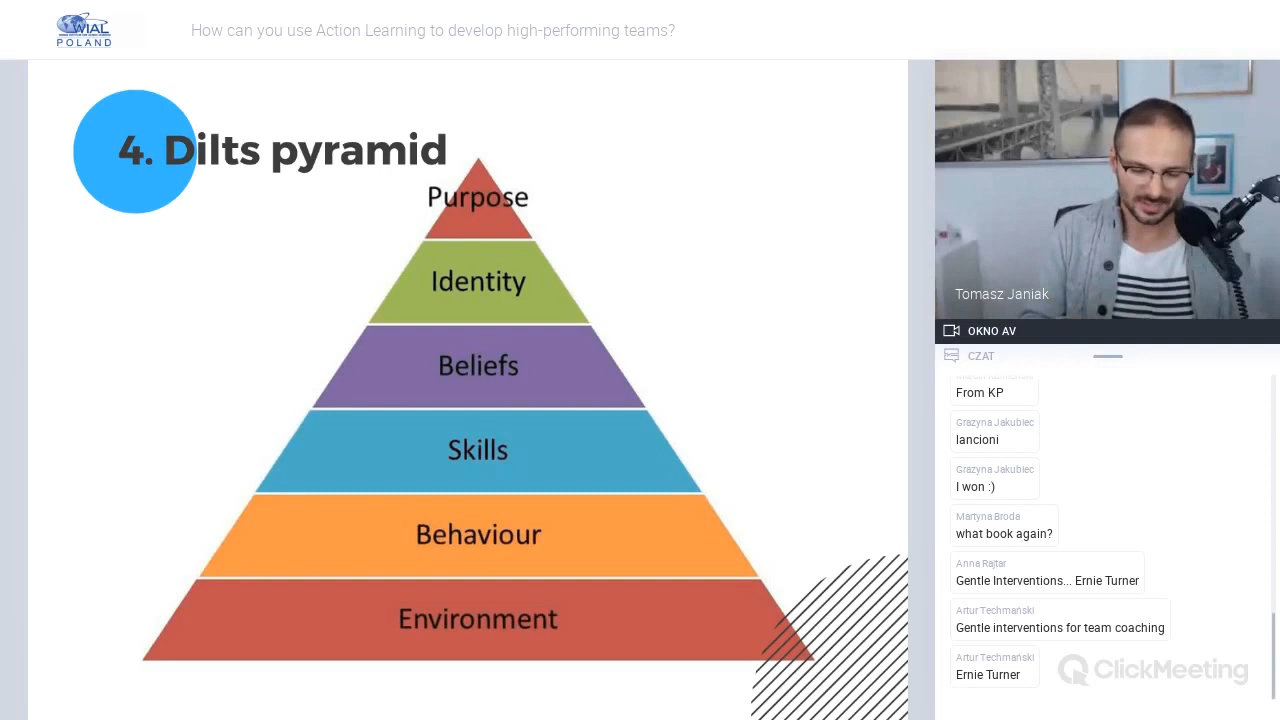 WIAL
POLAND
How can you use Action Learning to develop high-performing teams?
4. Dilts pyramid
Purpose
Identity
Beliefs
Skills
Behaviour
Environment
Tomasz Janiak
OKNO AV
CZAT
From KP
Grazyna Jakubiec
lancioni
Grazyna Jakubiec
I won :)
Martyna Broda
what book again?
Anna Rajtar
Gentle Interventions... Ernie Turner
Artur Techmański
Gentle interventions for team coaching
Artur Techmański
Ernie Turner
ClickMeeting